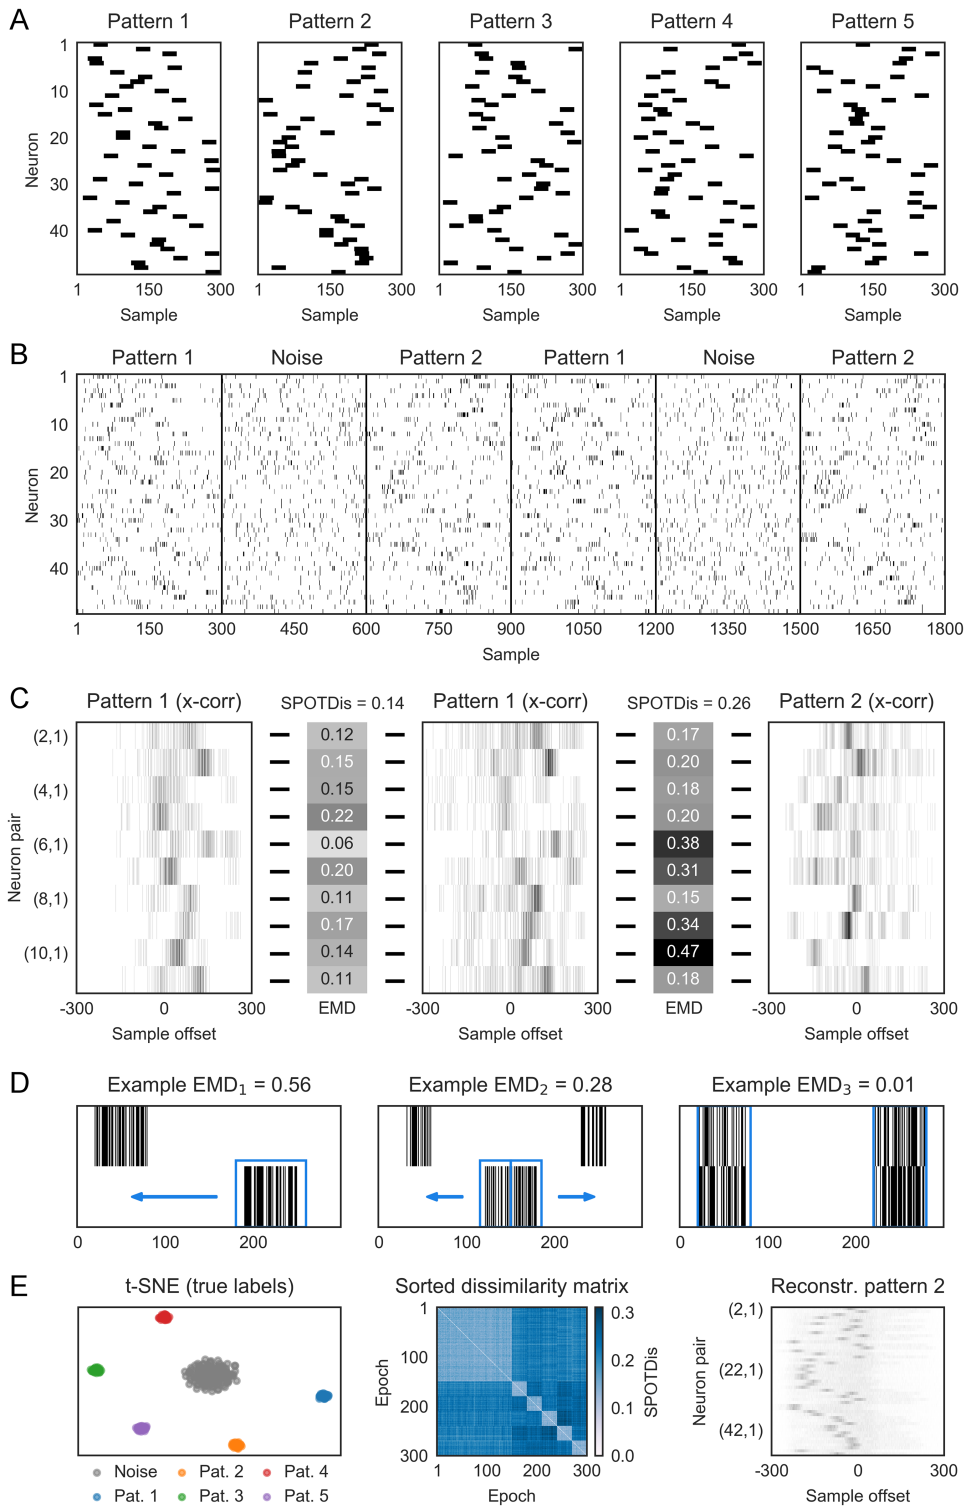 A
Pattern 1 Pattern 2 Pattern 3 Pattern 4 Pattern 5
Neuron
1
10
20
30
40
1 150 300 1 150 300 1 150 300 1 150 300 1 150 300
Sample Sample Sample Sample Sample
B
Pattern 1 Noise Pattern 2 Pattern 1 Noise Pattern 2
Neuron
1
10
20
30
40
1 150 300 450 600 750 900 1050 1200 1350 1500 1650 1800
Sample
C
Pattern 1 (x-corr) SPOTDis = 0.14 Pattern 1 (x-corr) SPOTDis = 0.26 Pattern 2 (x-corr)
Neuron pair
(2,1) 0.12 0.17
0.15 0.20
(4,1) 0.15 0.18
0.22 0.20
(6,1) 0.06 0.38
0.20 0.31
(8,1) 0.11 0.15
0.17 0.34
(10,1) 0.14 0.47
0.11 0.18
-300 0 300 EMD -300 0 300 EMD -300 0 300
Sample offset Sample offset Sample offset
D
Example EMD1 = 0.56 Example EMD2 = 0.28 Example EMD3 = 0.01
0 100 200 0 100 200 0 100 200
E
t-SNE (true labels) Sorted dissimilarity matrix Reconstr. pattern 2
Noise Pat. 2 Pat. 4
Pat. 1 Pat. 3 Pat. 5
Epoch
1
100
200
300
1 100 200 300
Epoch
0.3
0.2
0.1
0.0
SPOTDis
Neuron pair
(2,1)
(22,1)
(42,1)
-300 0 300
Sample offset